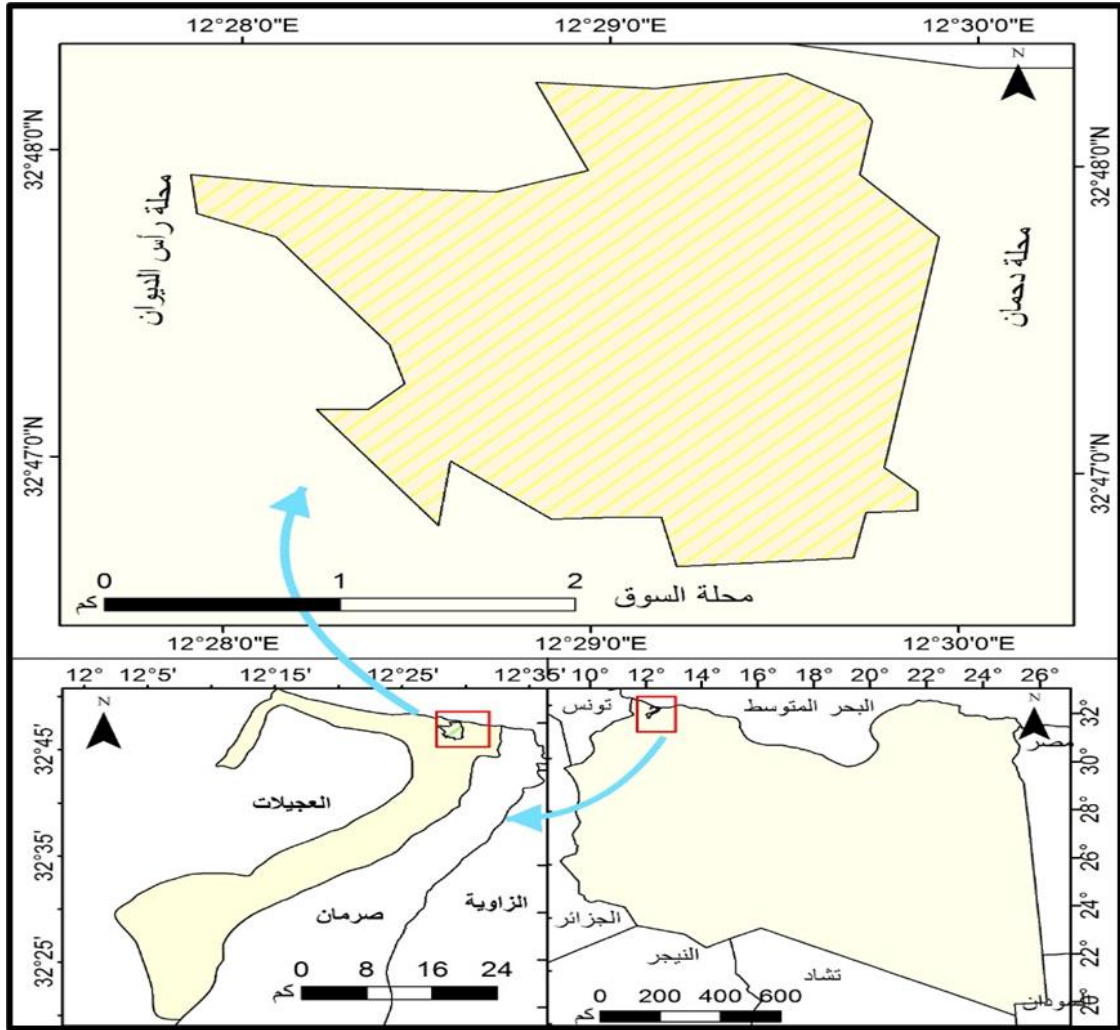 12°28'0"E 12°29'0"E 12°30'0"E
N
32°48'0"N
32°48'0"N
محلة رأس الديوان
محلة دحمان
32°47'0"N
32°47'0"N
0 1 2
كم
محلة السوق
12°28'0"E 12°29'0"E 12°30'0"E
12° 12°5' 12°15' 12°25' 12°35'
N
32°45'
العجيلات
32°35'
الزاوية
صرمان
32°25'
0 8 16 24
كم
10° 12° 14° 16° 18° 20° 22° 24° 26°
N
تونس
البحر المتوسط
32°
مصر
30°
28°
26°
24°
الجزائر
22°
النيجر
تشاد
20°
السودان
0 200 400 600
كم